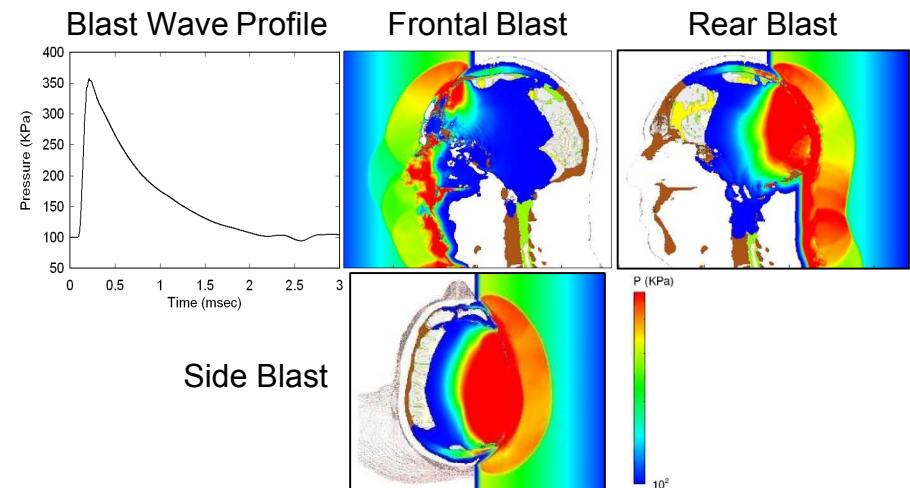 Blast Wave Profile
Frontal Blast
Rear Blast
400
350
300
250
200
150
100
50
Pressure (KPa)
0
0.5
1
1.5
2
2.5
3
Time (msec)
Side Blast
P (KPa)
10²